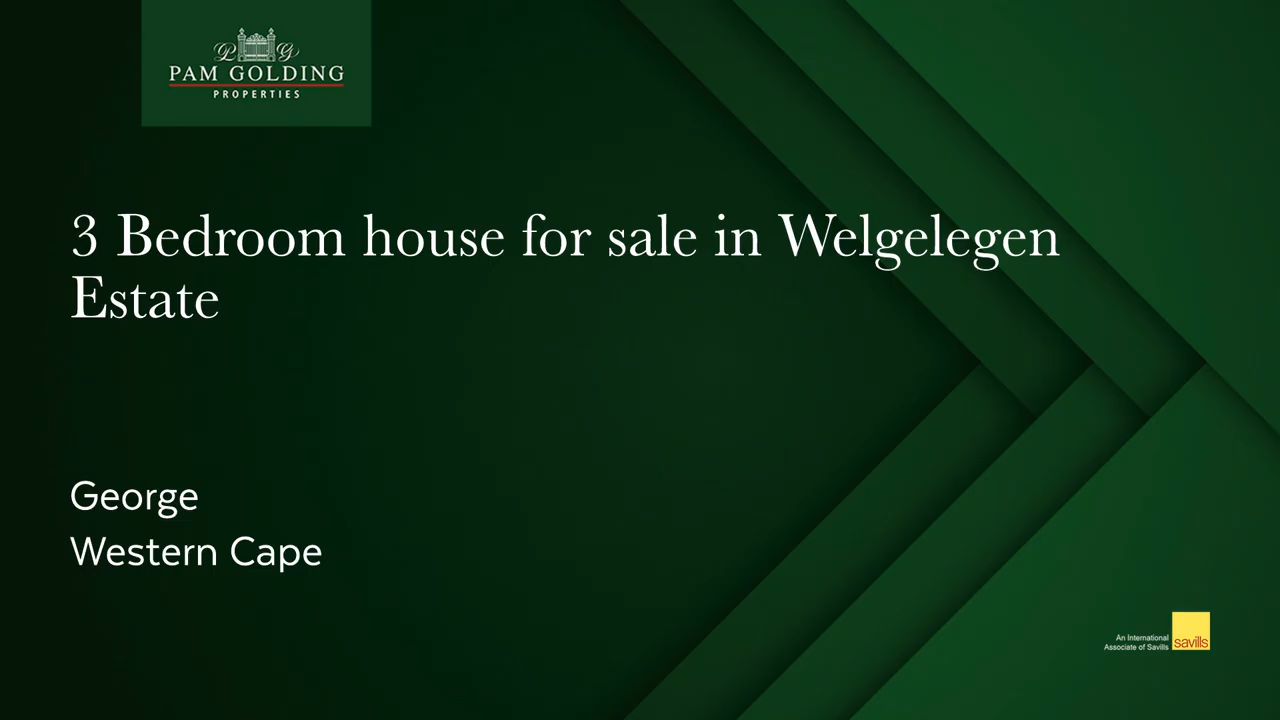 P G
PAM GOLDING
PROPERTIES
3 Bedroom house for sale in Welgelegen
Estate
George
Western Cape
An International
Associate of Savills
savills